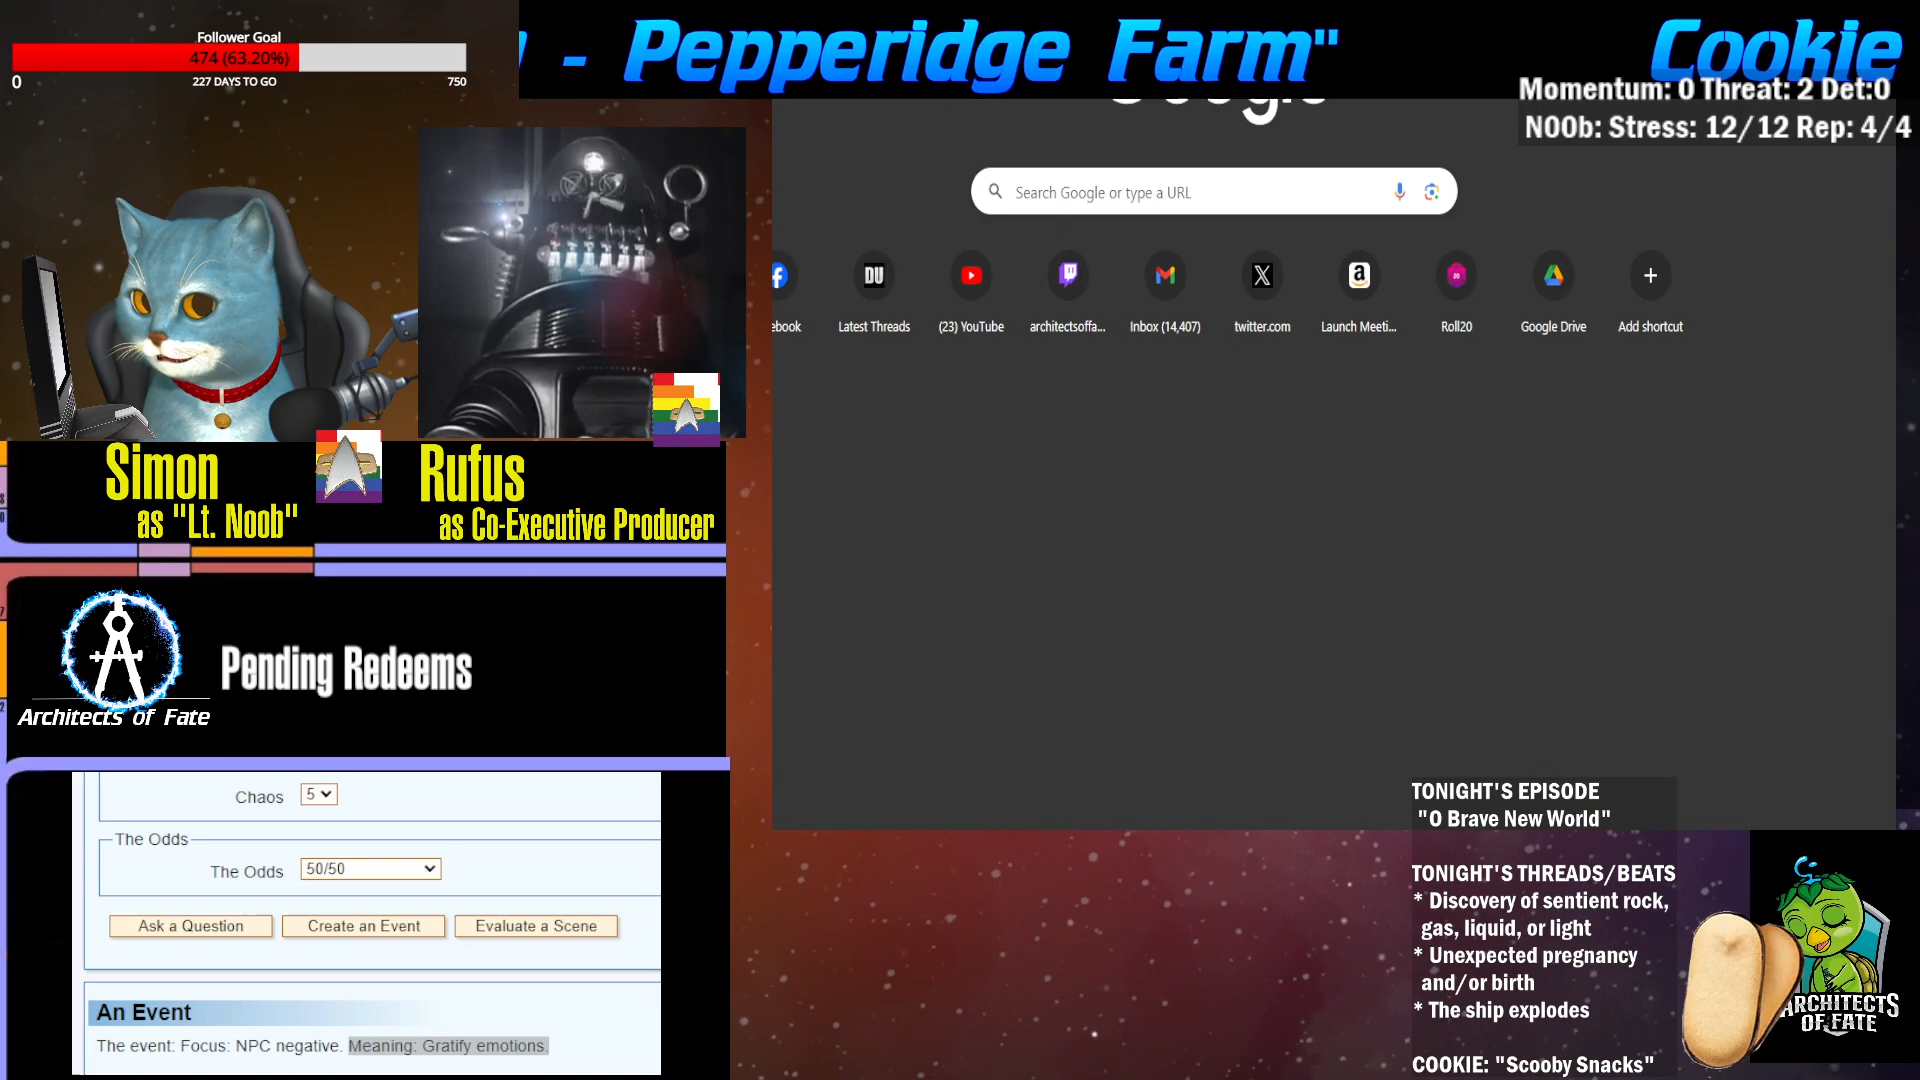 Follower Goal
474 (63.20%)
0
227 DAYS TO GO
750
- Pepperidge Farm"
Cookie
Momentum: 0 Threat: 2 Det:0
N00b: Stress: 12/12 Rep: 4/4
Search Google or type a URL
ebook
DU
Latest Threads
(23) YouTube
architectsoffa...
Inbox (14,407)
twitter.com
Launch Meeti...
Roll20
Google Drive
Add shortcut
Simon
as "Lt. Noob"
Rufus
as Co-Executive Producer
Pending Redeems
Architects of Fate
Chaos
5
The Odds
The Odds
50/50
Ask a Question
Create an Event
Evaluate a Scene
An Event
The event: Focus: NPC negative. Meaning: Gratify emotions.
TONIGHT'S EPISODE
"O Brave New World"
TONIGHT'S THREADS/BEATS
* Discovery of sentient rock,
gas, liquid, or light
* Unexpected pregnancy
and/or birth
* The ship explodes
COOKIE: "Scooby Snacks"
ARCHITECTS
OF FATE